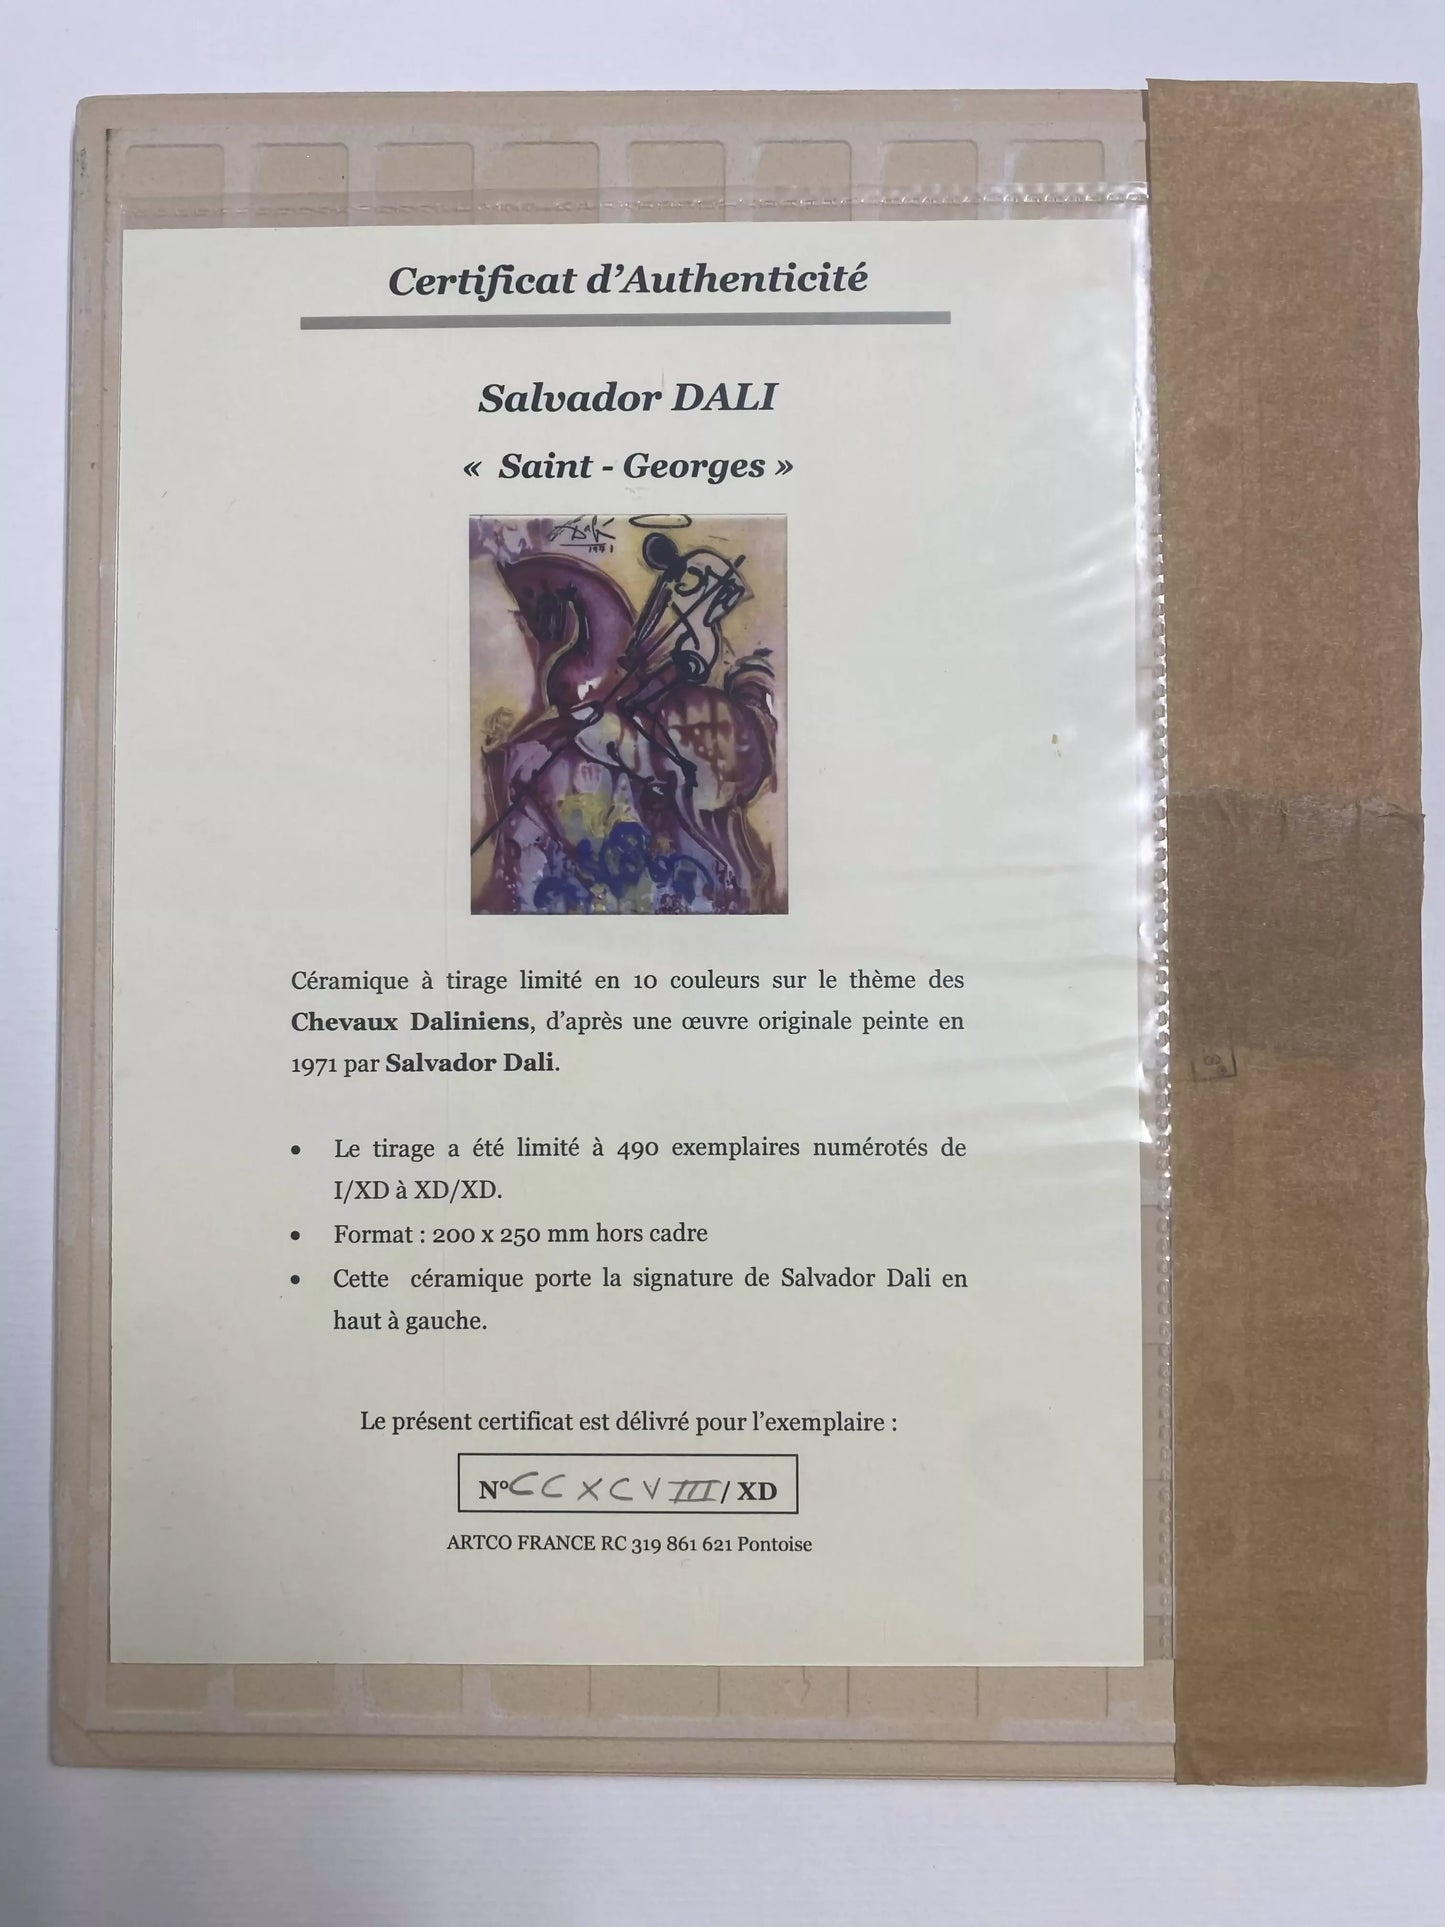 Certificat d'Authenticité
Salvador DALI
« Saint - Georges »
Dalí
1971
Céramique à tirage limité en 10 couleurs sur le thème des
Chevaux Daliniens, d'après une œuvre originale peinte en
1971 par Salvador Dali.
• Le tirage a été limité à 490 exemplaires numérotés de
I/XD à XD/XD.
• Format : 200 x 250 mm hors cadre
• Cette céramique porte la signature de Salvador Dali en
haut à gauche.
Le présent certificat est délivré pour l'exemplaire :
N° CCXCVIII / XD
ARTCO FRANCE RC 319 861 621 Pontoise